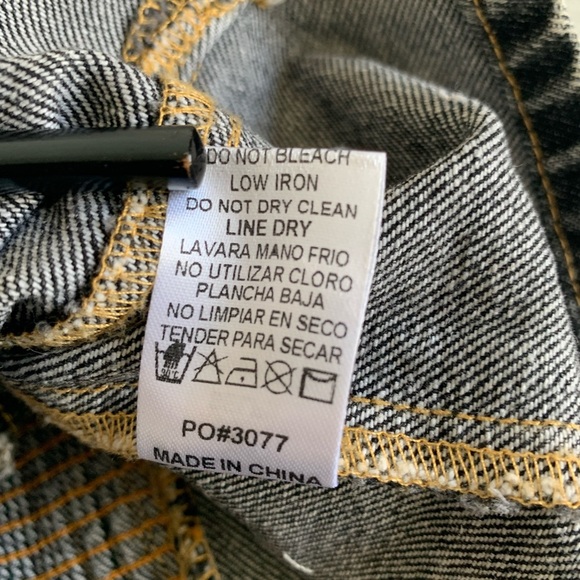 DO NOT BLEACH
LOW IRON
DO NOT DRY CLEAN
LINE DRY
LAVARA MANO FRIO
NO UTILIZAR CLORO
PLANCHA BAJA
NO LIMPIAR EN SECO
TENDER PARA SECAR
30°C
PO#3077
MADE IN CHINA